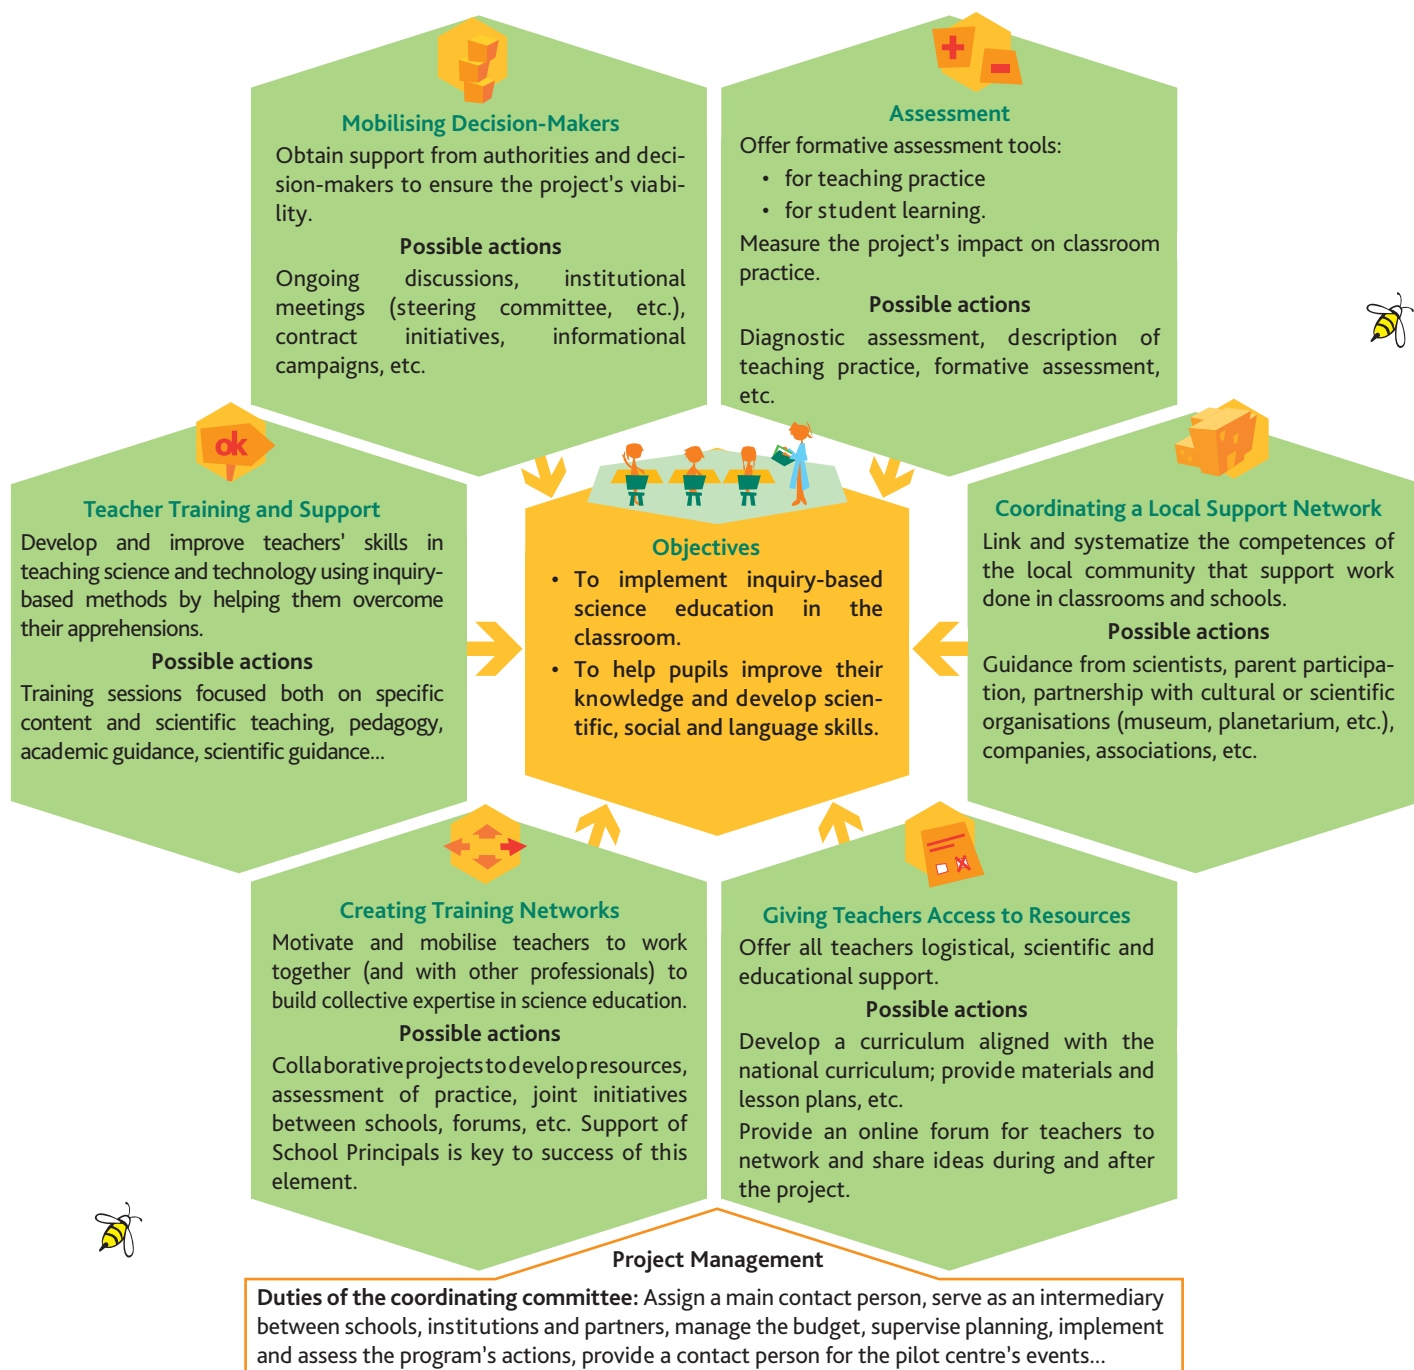 Mobilising Decision-Makers
Obtain support from authorities and deci-
sion-makers to ensure the project's viabi-
lity.
Possible actions
Ongoing discussions, institutional
meetings (steering committee, etc.),
contract initiatives, informational
campaigns, etc.
Assessment
Offer formative assessment tools:
• for teaching practice
• for student learning.
Measure the project's impact on classroom
practice.
Possible actions
Diagnostic assessment, description of
teaching practice, formative assessment,
etc.
ok
Teacher Training and Support
Develop and improve teachers' skills in
teaching science and technology using inquiry-
based methods by helping them overcome
their apprehensions.
Possible actions
Training sessions focused both on specific
content and scientific teaching, pedagogy,
academic guidance, scientific guidance...
Objectives
• To implement inquiry-based
science education in the
classroom.
• To help pupils improve their
knowledge and develop scien-
tific, social and language skills.
Coordinating a Local Support Network
Link and systematize the competences of
the local community that support work
done in classrooms and schools.
Possible actions
Guidance from scientists, parent participa-
tion, partnership with cultural or scientific
organisations (museum, planetarium, etc.),
companies, associations, etc.
Creating Training Networks
Motivate and mobilise teachers to work
together (and with other professionals) to
build collective expertise in science education.
Possible actions
Collaborative projects to develop resources,
assessment of practice, joint initiatives
between schools, forums, etc. Support of
School Principals is key to success of this
element.
Giving Teachers Access to Resources
Offer all teachers logistical, scientific and
educational support.
Possible actions
Develop a curriculum aligned with the
national curriculum; provide materials and
lesson plans, etc.
Provide an online forum for teachers to
network and share ideas during and after
the project.
Project Management
Duties of the coordinating committee: Assign a main contact person, serve as an intermediary
between schools, institutions and partners, manage the budget, supervise planning, implement
and assess the program's actions, provide a contact person for the pilot centre's events...